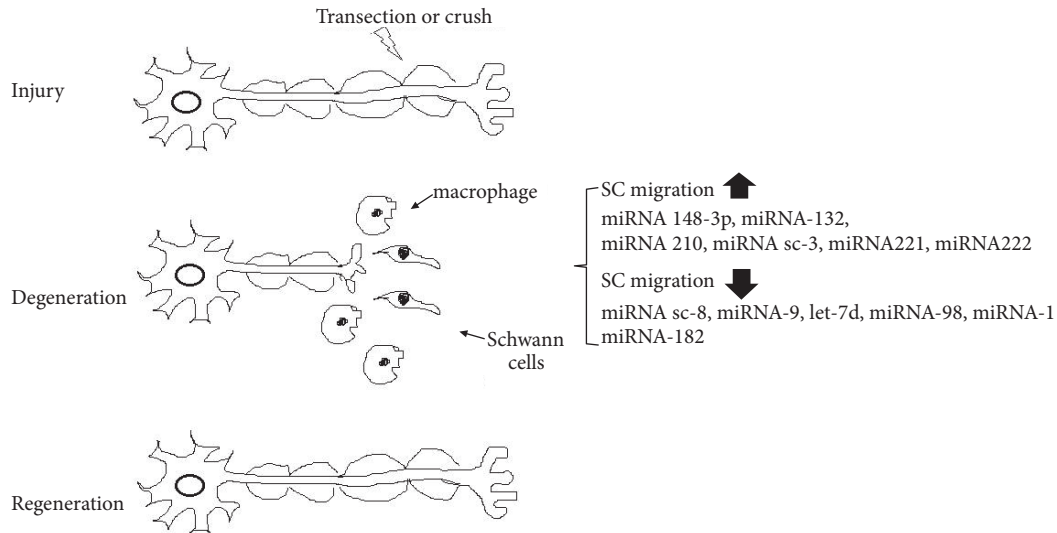 Transection or crush
Injury
macrophage
Degeneration
Schwann
cells
SC migration
miRNA 148-3p, miRNA-132,
miRNA 210, miRNA sc-3, miRNA221, miRNA222
SC migration
miRNA sc-8, miRNA-9, let-7d, miRNA-98, miRNA-1
miRNA-182
Regeneration